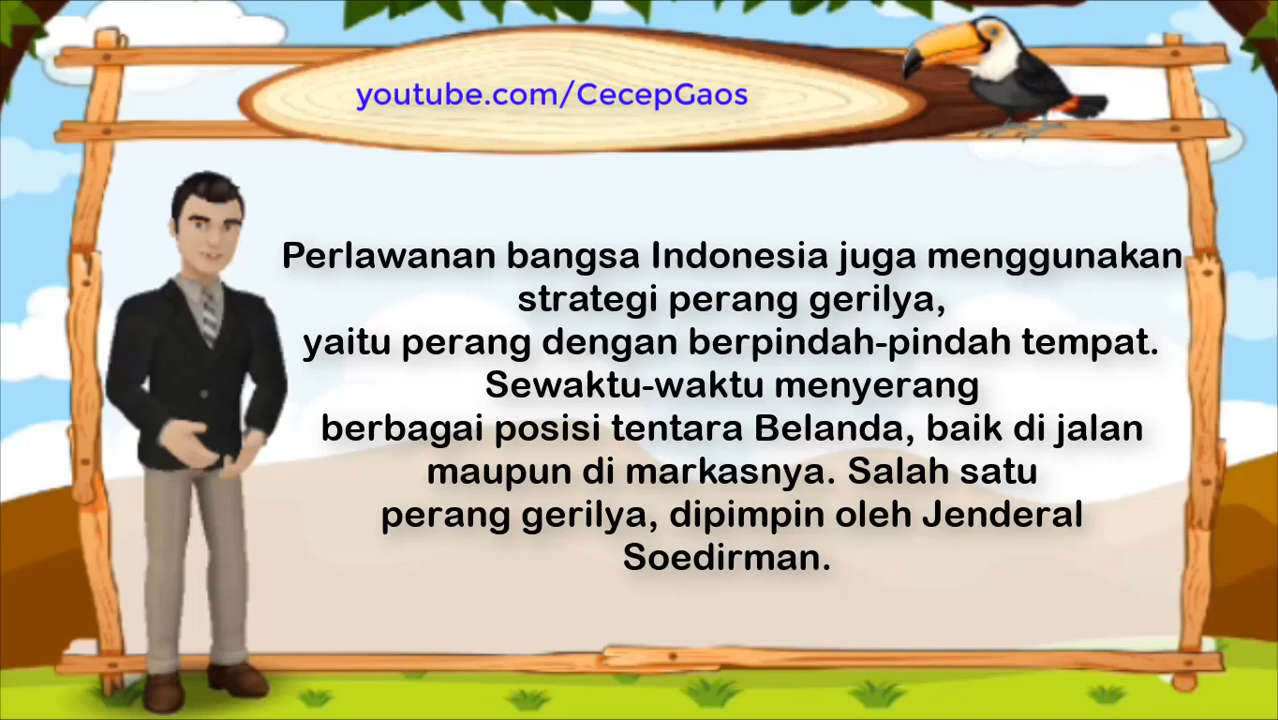 youtube.com/CecepGaos
Perlawanan bangsa Indonesia juga menggunakan
strategi perang gerilya,
yaitu perang dengan berpindah-pindah tempat.
Sewaktu-waktu menyerang
berbagai posisi tentara Belanda, baik di jalan
maupun di markasnya. Salah satu
perang gerilya, dipimpin oleh Jenderal
Soedirman.